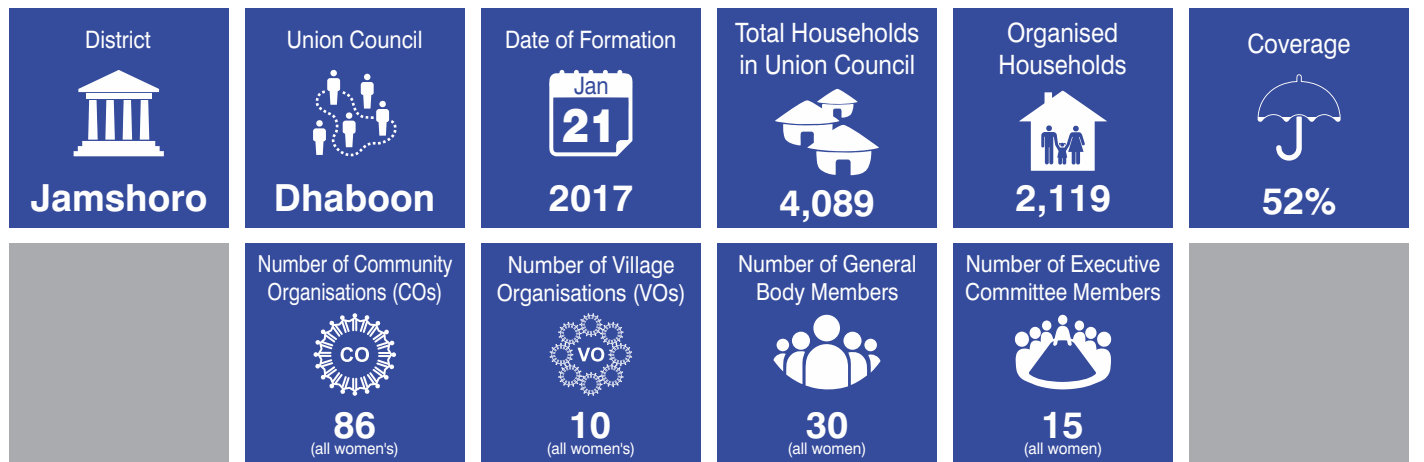 District
Jamshoro
Union Council
Dhaboon
Date of Formation
Jan
21
2017
Total Households
in Union Council
4,089
Organised
Households
2,119
Coverage
52%
Number of Community
Organisations (COs)
CO
86
(all women's)
Number of Village
Organisations (VOs)
VO
10
(all women's)
Number of General
Body Members
30
(all women)
Number of Executive
Committee Members
15
(all women)